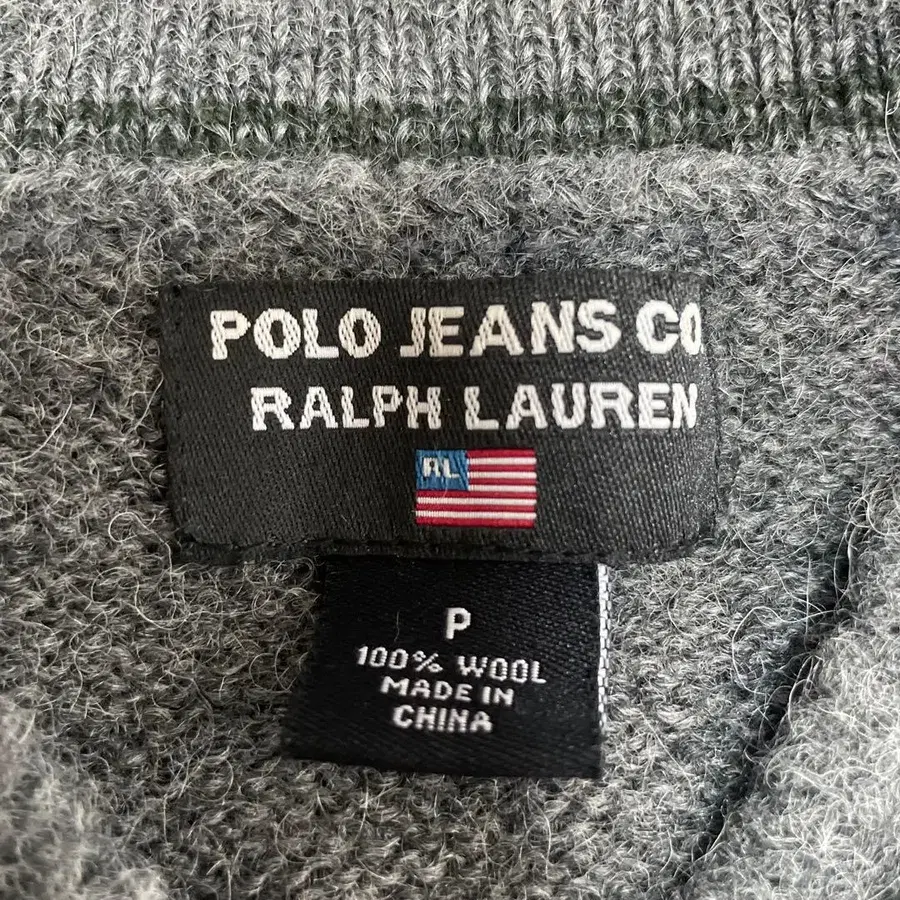 POLO JEANS CO
RALPH LAUREN
RL
P
100% WOOL
MADE IN
CHINA